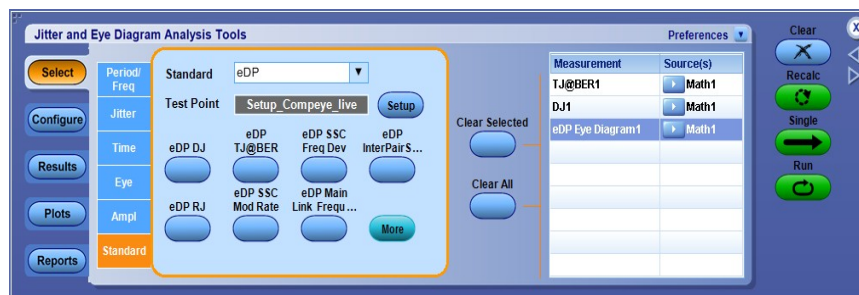 Jitter and Eye Diagram Analysis Tools
Preferences
Clear
X
Select
Configure
Results
Plots
Reports
Period/
Freq
Jitter
Time
Eye
Ampl
Standard
Standard
eDP
Test Point
Setup_Compeye_live
Setup
eDP DJ
eDP
TJ@BER
eDP SSC
Freq Dev
eDP
InterPairS...
eDP RJ
eDP SSC
Mod Rate
eDP Main
Link Frequ...
More
Clear Selected
Clear All
Measurement
Source(s)
TJ@BER1
Math1
DJ1
Math1
eDP Eye Diagram1
Math1
Recalc
Single
Run